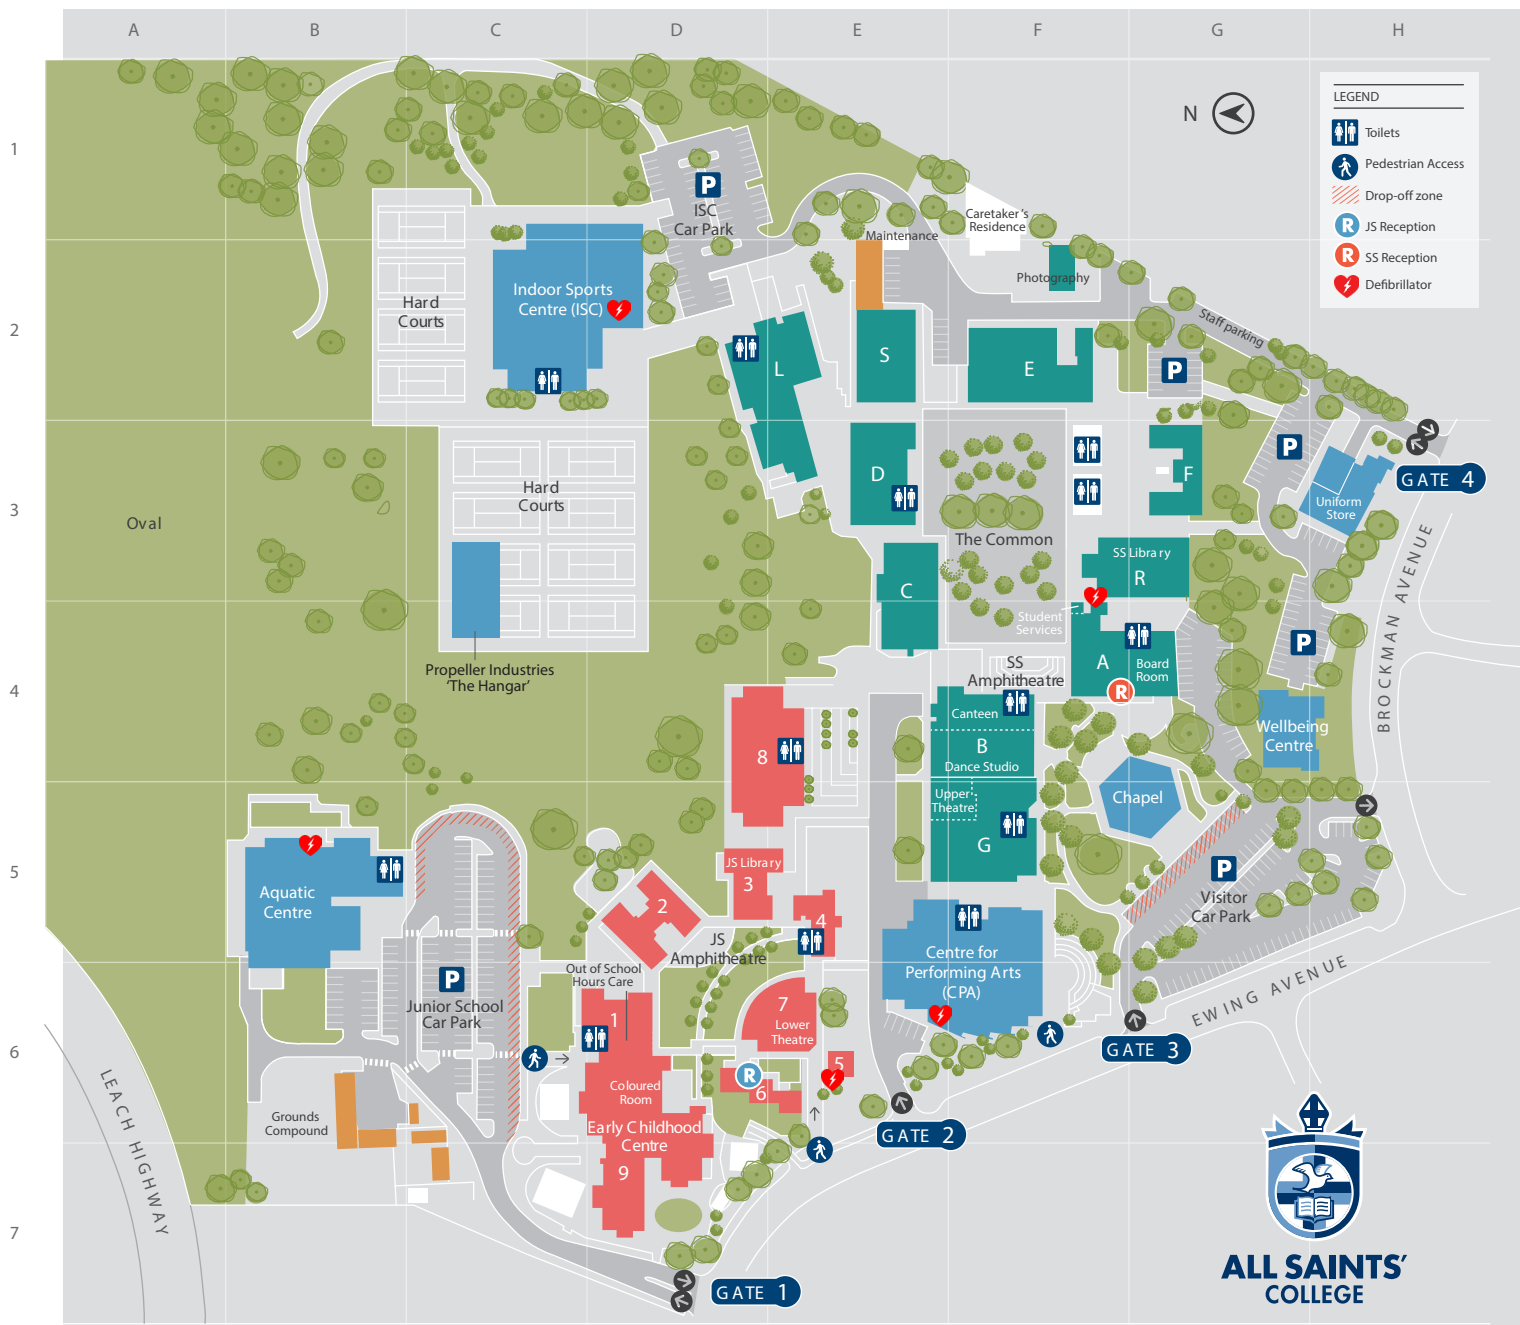 A B C D E F G H
1
2
3
4
5
6
7
N
LEGEND
Toilets
Pedestrian Access
Drop-off zone
R JS Reception
R SS Reception
Defibrillator
P
ISC
Car Park
Caretaker's
Residence
Maintenance
Photography
Staff parking
Indoor Sports
Centre (ISC)
Hard
Courts
L
S
E
P
P
GATE 4
Uniform
Store
D
F
Hard
Courts
Oval
The Common
SS Library
R
C
Student
Services
P
A
Board
Room
R
SS
Amphitheatre
Propeller Industries
'The Hangar'
BROCKMAN AVENUE
Canteen
B
Dance Studio
Wellbeing
Centre
8
Upper
Theatre
G
Chapel
JS Library
3
P
Visitor
Car Park
Aquatic
Centre
2
4
JS
Amphitheatre
Centre for
Performing Arts
(CPA)
Out of School
Hours Care
P
Junior School
Car Park
1
7
Lower
Theatre
EWING AVENUE
GATE 3
5
R
6
Coloured
Room
Early Childhood
Centre
9
GATE 2
Grounds
Compound
LEACH HIGHWAY
GATE 1
ALL SAINTS'
COLLEGE